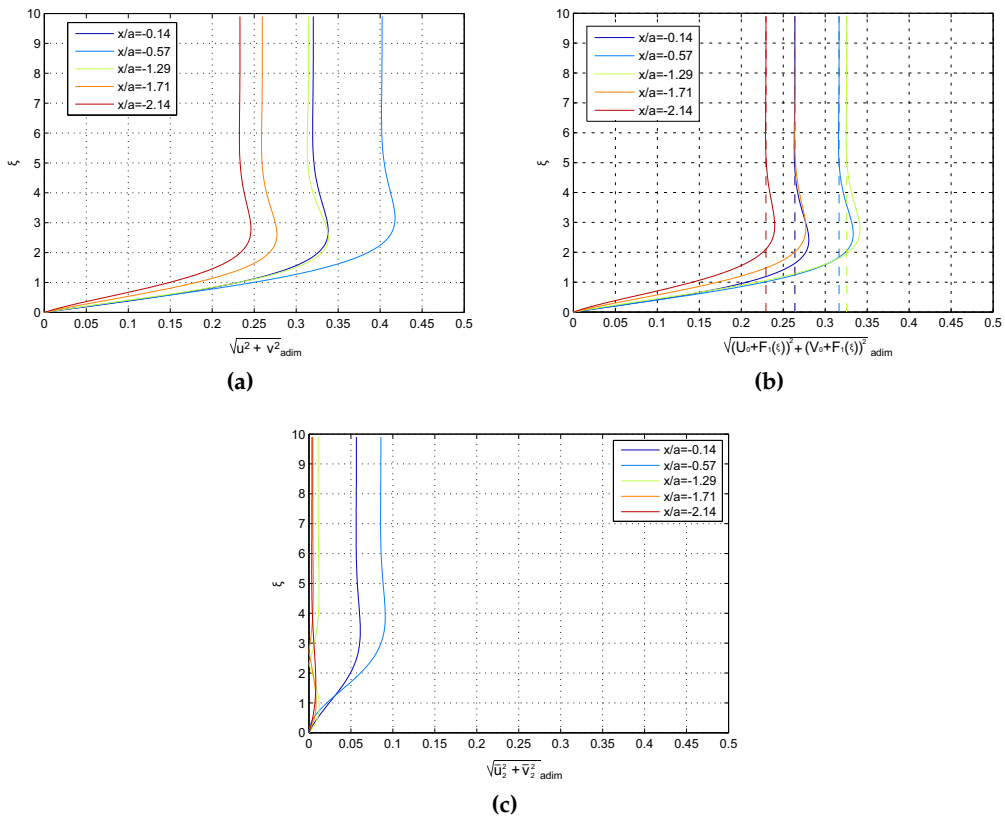 10
9
8
7
6
5
4
3
2
1
0
ξ
x/a=-0.14
x/a=-0.57
x/a=-1.29
x/a=-1.71
x/a=-2.14
0 0.05 0.1 0.15 0.2 0.25 0.3 0.35 0.4 0.45 0.5
√u² + v² adim
(a)
10
9
8
7
6
5
4
3
2
1
0
ξ
x/a=-0.14
x/a=-0.57
x/a=-1.29
x/a=-1.71
x/a=-2.14
0 0.05 0.1 0.15 0.2 0.25 0.3 0.35 0.4 0.45 0.5
√(U₀+F₁(ξ))²+(V₀+F₁(ξ))² adim
(b)
10
9
8
7
6
5
4
3
2
1
0
ξ
x/a=-0.14
x/a=-0.57
x/a=-1.29
x/a=-1.71
x/a=-2.14
0 0.05 0.1 0.15 0.2 0.25 0.3 0.35 0.4 0.45 0.5
√ū₂² + v̄₂² adim
(c)